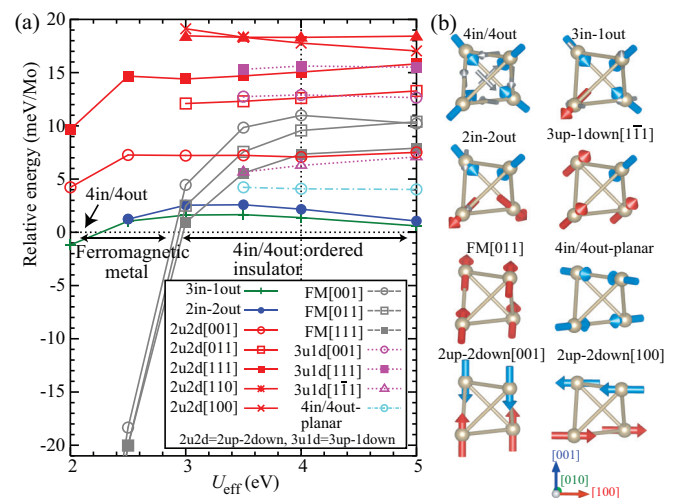 (a)
Relative energy (meV/Mo)
20
15
10
5
0
-5
-10
-15
-20
4in/4out
Ferromagnetic
metal
4in/4out ordered
insulator
3in-1out
2in-2out
2u2d[001]
2u2d[011]
2u2d[111]
2u2d[110]
2u2d[100]
FM[001]
FM[011]
FM[111]
3u1d[001]
3u1d[111]
3u1d[11̅1]
4in/4out-
planar
2u2d=2up-2down, 3u1d=3up-1down
2
3
4
5
U_eff (eV)
(b)
4in/4out
3in-1out
2in-2out
3up-1down[11̅1]
FM[011]
4in/4out-planar
2up-2down[001]
2up-2down[100]
[001]
[010]
[100]